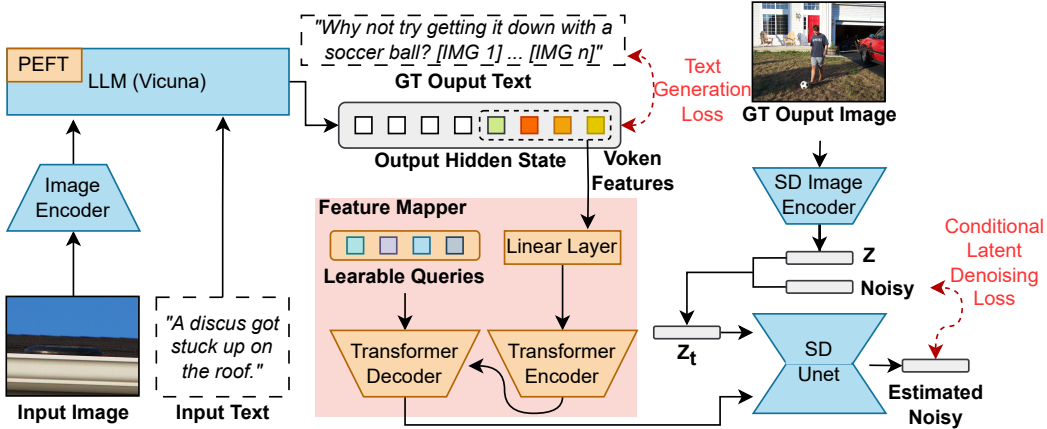 PEFT
LLM (Vicuna)
"Why not try getting it down with a
soccer ball? [IMG 1] ... [IMG n]"
GT Ouput Text
Text
Generation
Loss
GT Ouput Image
Output Hidden State
Voken
Features
Image
Encoder
SD Image
Encoder
Feature Mapper
Linear Layer
Learable Queries
Z
Noisy
Conditional
Latent
Denoising
Loss
"A discus got
stuck up on
the roof."
Transformer
Decoder
Transformer
Encoder
Zt
SD
Unet
Estimated
Noisy
Input Image
Input Text